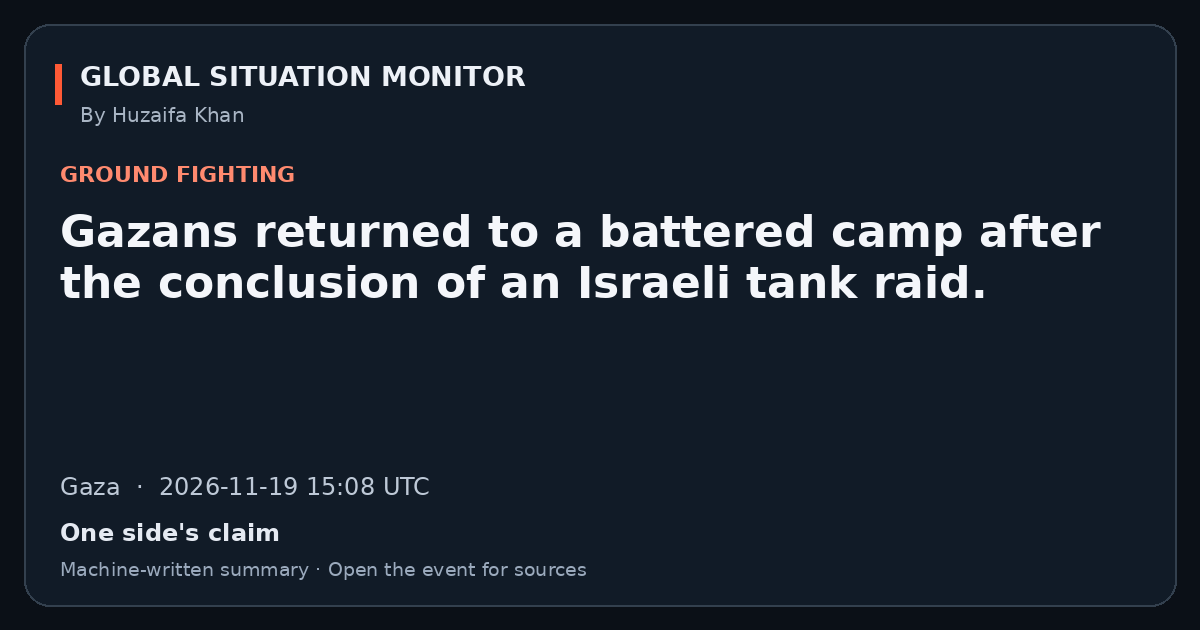 GLOBAL SITUATION MONITOR
By Huzaifa Khan
GROUND FIGHTING
Gazans returned to a battered camp after
the conclusion of an Israeli tank raid.
Gaza · 2026-11-19 15:08 UTC
One side's claim
Machine-written summary · Open the event for sources